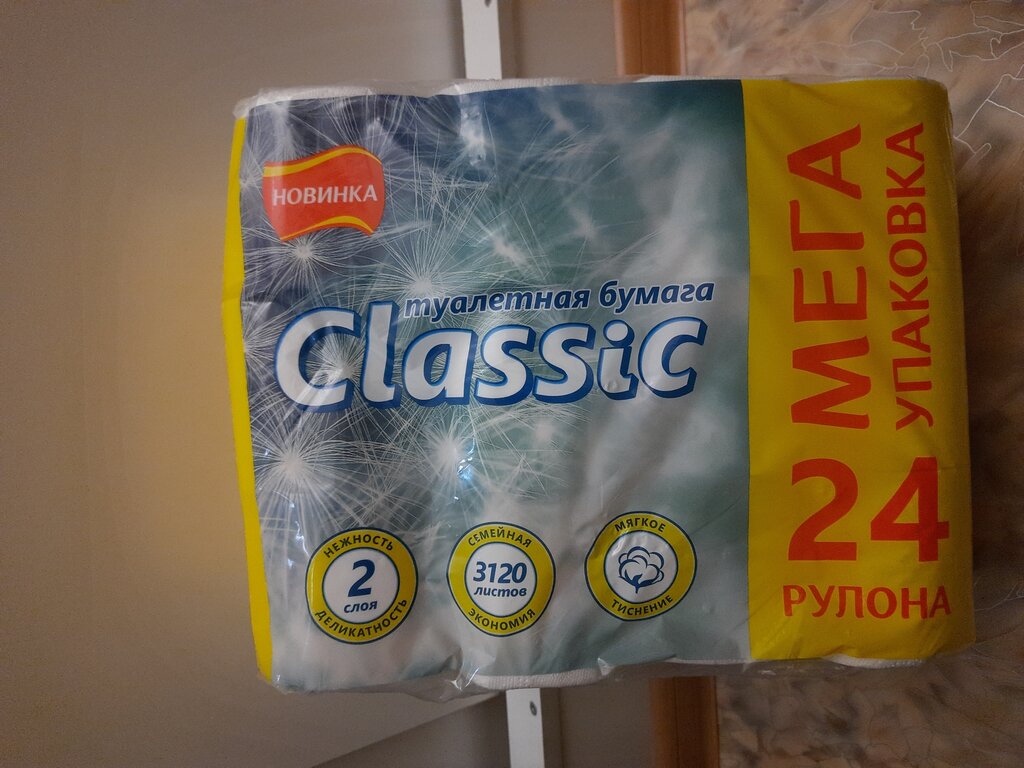 НОВИНКА
туалетная бумага
Classic
НЕЖНОСТЬ
2
слоя
ДЕЛИКАТНОСТЬ
СЕМЕЙНАЯ
3120
листов
ЭКОНОМИЯ
МЯГКОЕ
ТИСНЕНИЕ
МЕГА
УПАКОВКА
24
РУЛОНА